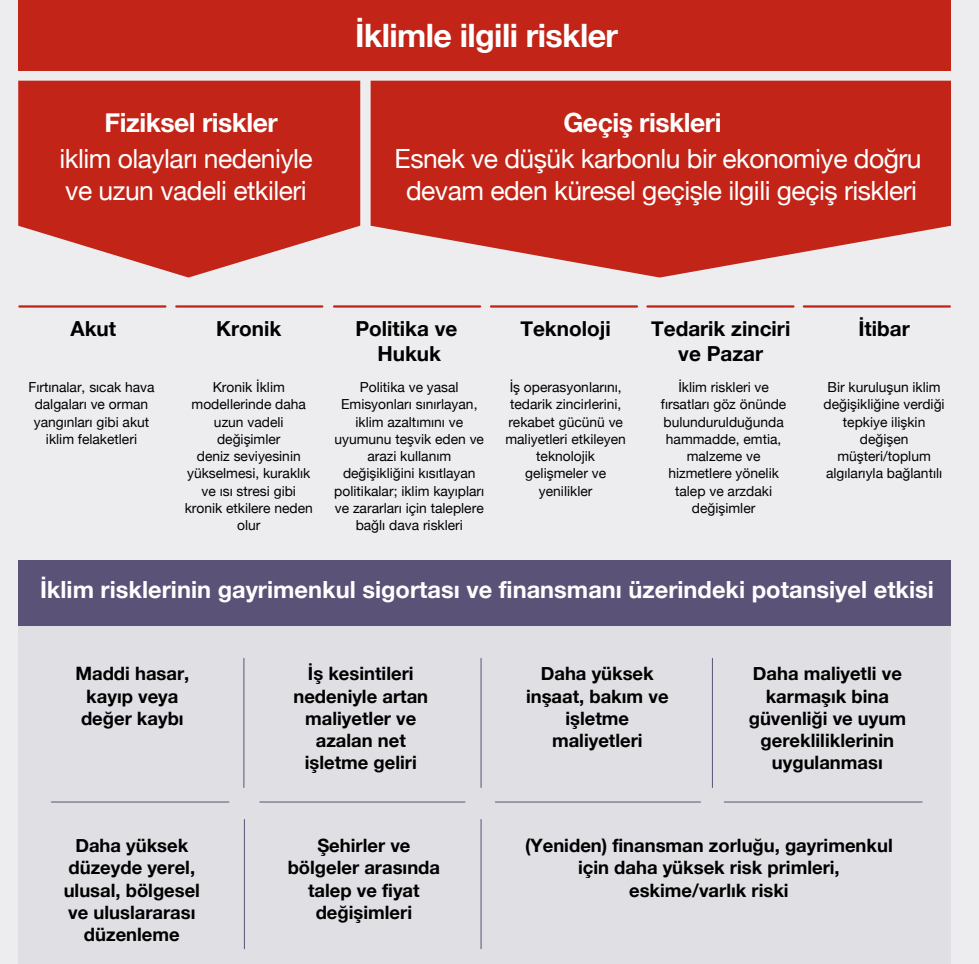 İklimle ilgili riskler
Fiziksel riskler
iklim olayları nedeniyle
ve uzun vadeli etkileri
Geçiş riskleri
Esnek ve düşük karbonlu bir ekonomiye doğru
devam eden küresel geçişle ilgili geçiş riskleri
Akut
Fırtınalar, sıcak hava
dalgaları ve orman
yangınları gibi akut
iklim felaketleri
Kronik
Kronik İklim
modellerinde daha
uzun vadeli
değişimler
deniz seviyesinin
yükselmesi, kuraklık
ve ısı stresi gibi
kronik etkilere neden
olur
Politika ve
Hukuk
Politika ve yasal
Emisyonları sınırlayan,
iklim azaltımını ve
uyumunu teşvik eden ve
arazi kullanım
değişikliğini kısıtlayan
politikalar; iklim kayıpları
ve zararları için taleplere
bağlı dava riskleri
Teknoloji
İş operasyonlarını,
tedarik zincirlerini,
rekabet gücünü ve
maliyetleri etkileyen
teknolojik
gelişmeler ve
yenilikler
Tedarik zinciri
ve Pazar
İklim riskleri ve
fırsatları göz önünde
bulundurulduğunda
hammadde, emtia,
malzeme ve
hizmetlere yönelik
talep ve arzdaki
değişimler
İtibar
Bir kuruluşun iklim
değişikliğine verdiği
tepkiye ilişkin
değişen
müşteri/toplum
algılarıyla bağlantılı
İklim risklerinin gayrimenkul sigortası ve finansmanı üzerindeki potansiyel etkisi
Maddi hasar,
kayıp veya
değer kaybı
İş kesintileri
nedeniyle artan
maliyetler ve
azalan net
işletme geliri
Daha yüksek
inşaat, bakım ve
işletme
maliyetleri
Daha maliyetli ve
karmaşık bina
güvenliği ve uyum
gerekliliklerinin
uygulanması
Daha yüksek
düzeyde yerel,
ulusal, bölgesel
ve uluslararası
düzenleme
Şehirler ve
bölgeler arasında
talep ve fiyat
değişimleri
(Yeniden) finansman zorluğu, gayrimenkul
için daha yüksek risk primleri,
eskime/varlık riski